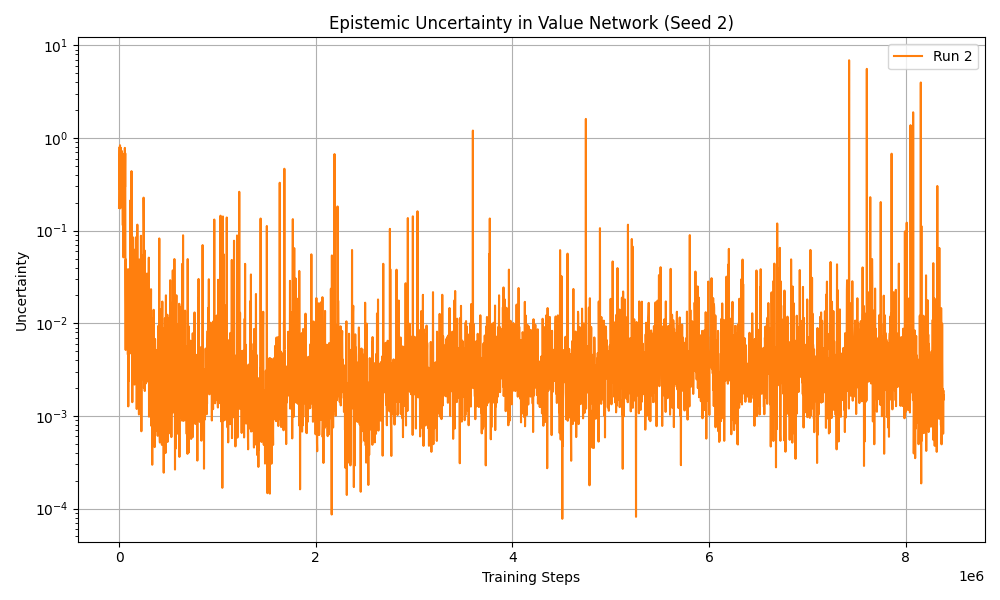 Epistemic Uncertainty in Value Network (Seed 2)
Run 2
Uncertainty
10^1
10^0
10^-1
10^-2
10^-3
10^-4
0 2 4 6 8
1e6
Training Steps